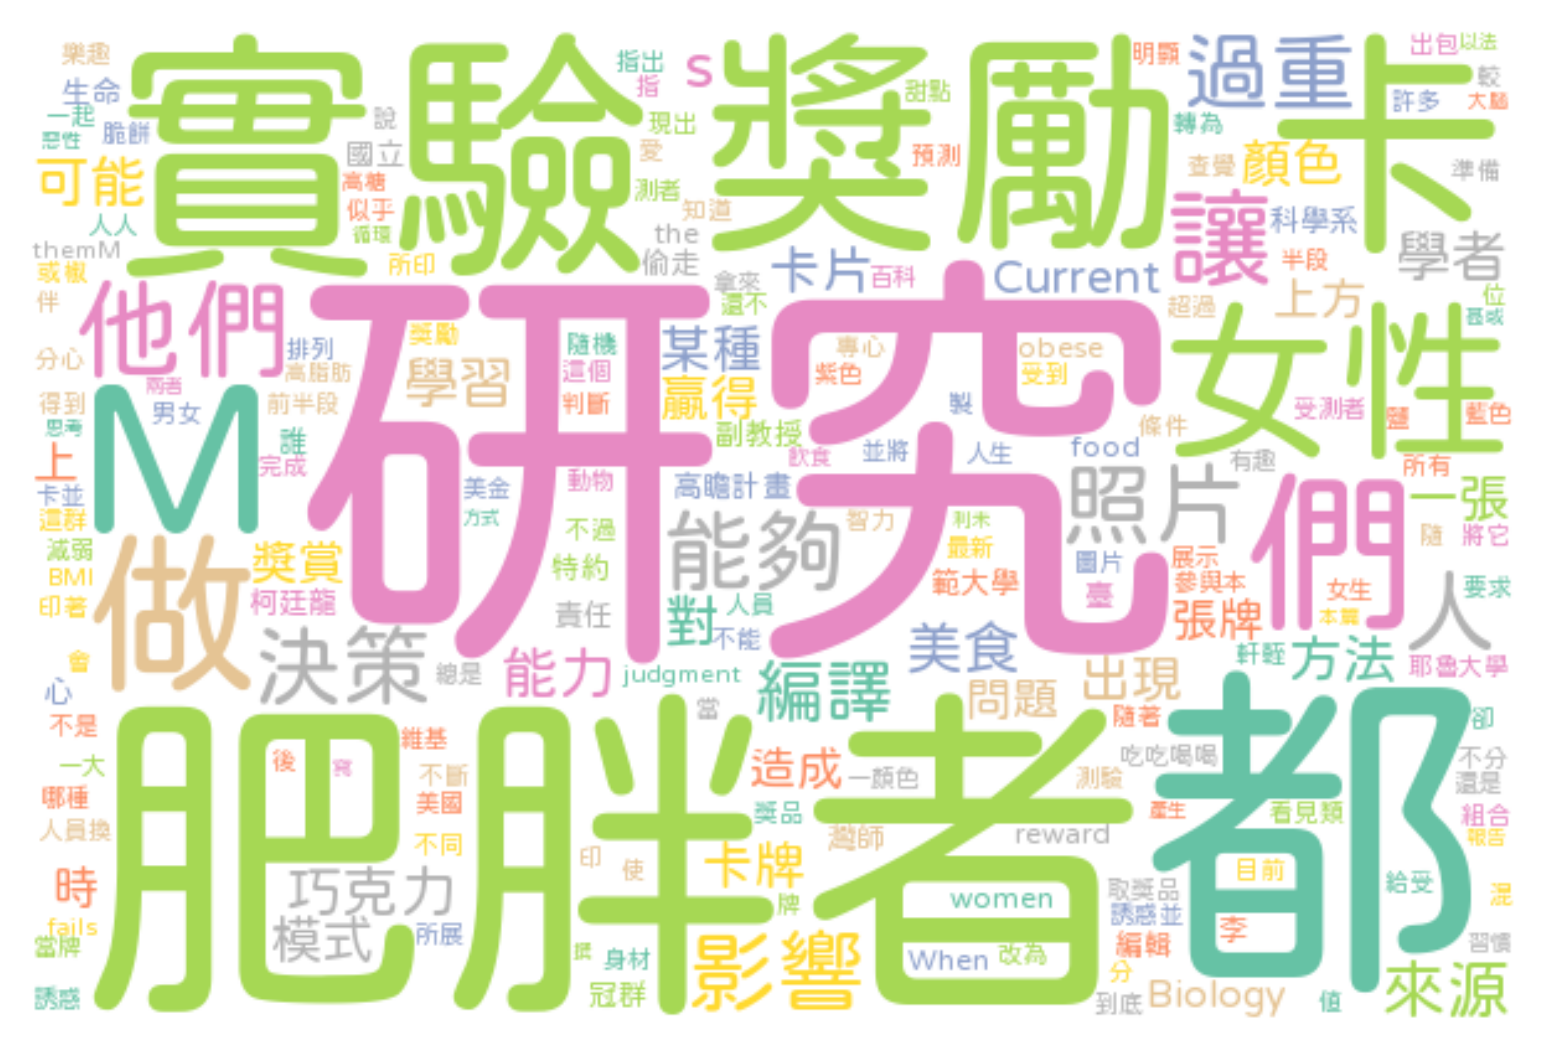 樂趣
生命
一起
惡性
脆餅
可能
人人
themM
或椒
伴
實驗
說
國立
高糖
似乎
循環
所印
指出
指
s
現出
愛
測者
知道
the
偷走
獎勵
甜點
預測
明顯
過重
卡
出包
以法
較
許多
大腦
轉為
查覺
顏色
準備
讓
科學系
半段
學者
卡片
百科
拿來
還不
Current
超過
上方
位
甚或
他們
排列
高脂肪
分心
兩者
得到
思考
男女
前半段
獎勵
學習
隨機
這個
判斷
某種
贏得
副教授
飲食
專心
紫色
研究
obese
受到
製
並將
人生
food
條件
女性
受測者
鹽
藍色
所有
有趣
一張
M
誰
完成
上
卡並
這群
減弱
BMI
印著
美金
方式
動物
不過
特約
責任
高瞻計畫
智力
能夠
利未
最新
範大學
照片
圖片
臺
展示
參與本
張牌
們
女生
本篇
隨
將它
要求
人
做
獎賞
柯廷龍
決策
總是
能力
對
人員
不能
judgment
編譯
美食
問題
出現
軒輊
方法
耶魯大學
會
心
不是
一大
哪種
人員換
時
fails
當牌
誘惑
肥胖者
後
寫
維基
不斷
美國
不同
巧克力
模式
所展
當
造成
一顏色
獎品
灣師
印
使
卡牌
牌
身材
冠群
影響
隨著
吃吃喝喝
測驗
產生
reward
women
When
改為
取獎品
誘惑並
編輯
分
到底
Biology
都
看見類
目前
李
給受
值
卻
不分
還是
組合
報告
混
習慣
來源